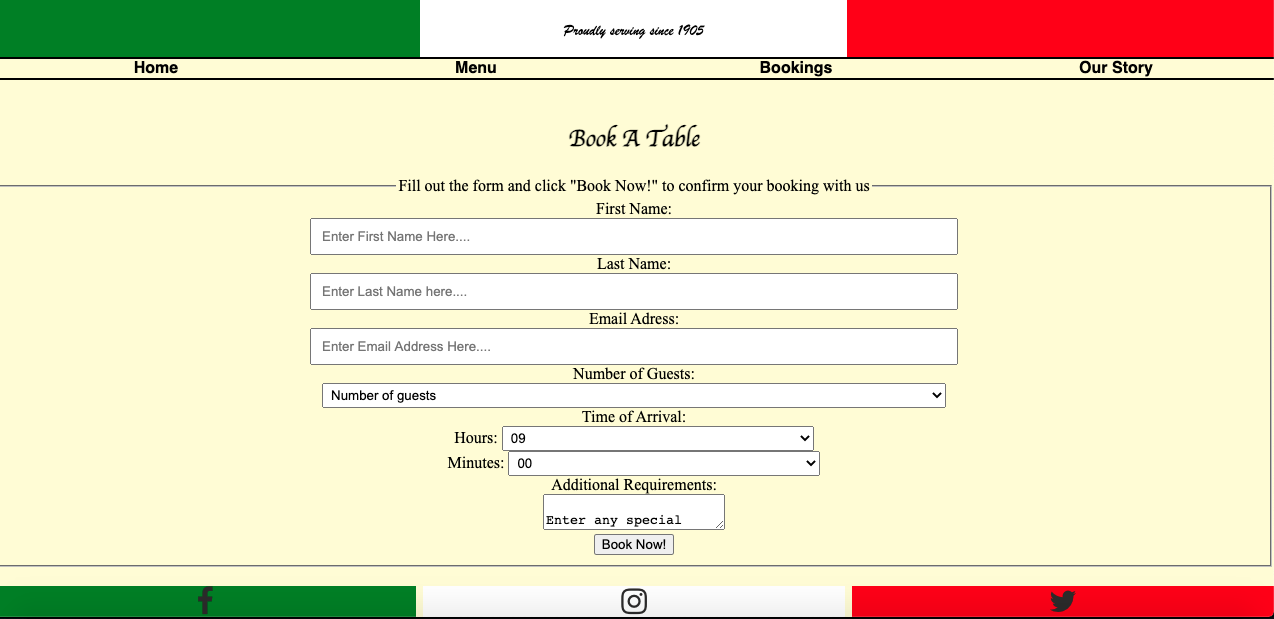 Proudly serving since 1905
Home Menu Bookings Our Story
Book A Table
Fill out the form and click "Book Now!" to confirm your booking with us
First Name:
Enter First Name Here....
Last Name:
Enter Last Name here....
Email Adress:
Enter Email Address Here....
Number of Guests:
Number of guests
Time of Arrival:
Hours: 09
Minutes: 00
Additional Requirements:
Enter any special
Book Now!